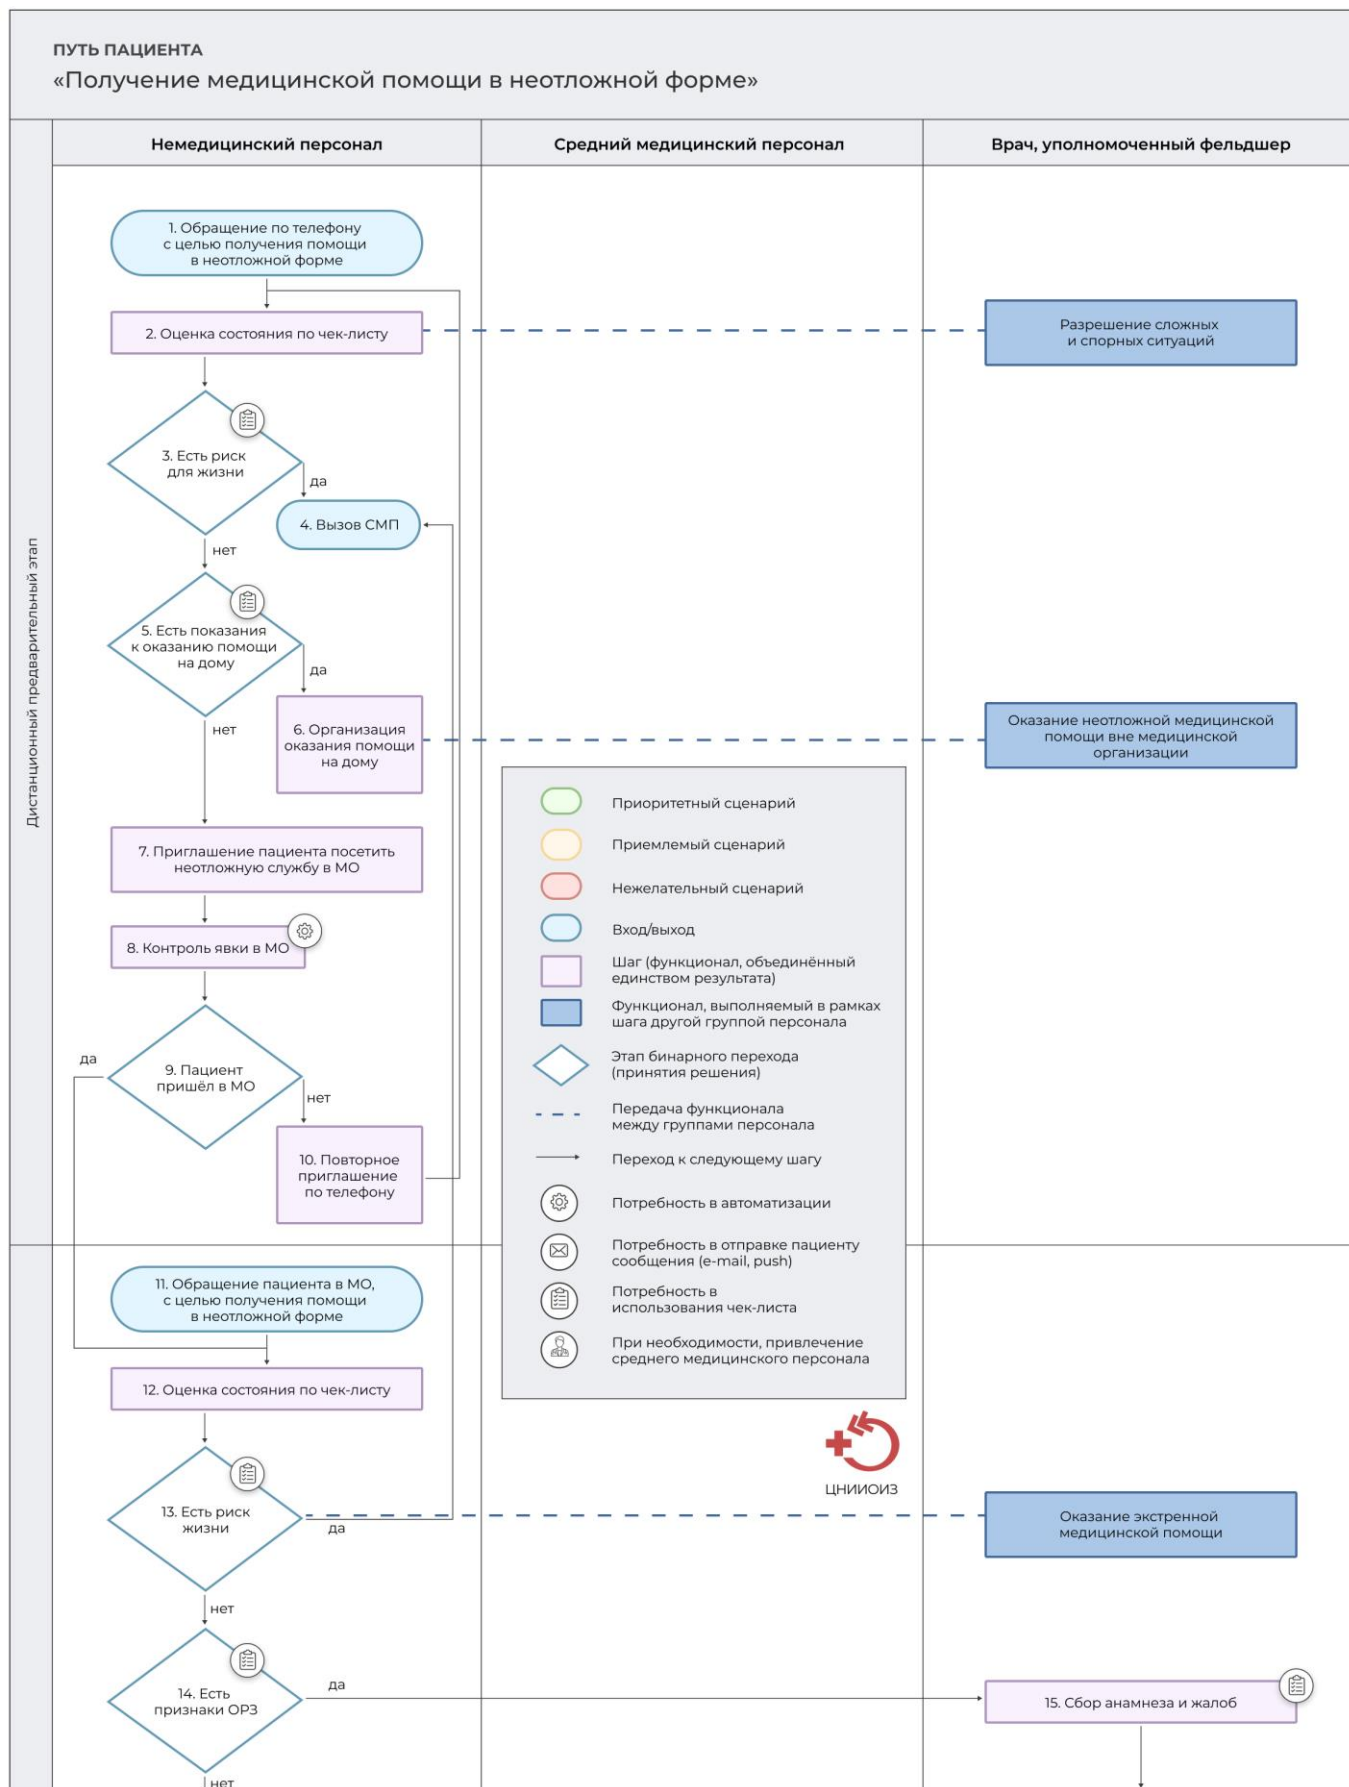 ПУТЬ ПАЦИЕНТА
«Получение медицинской помощи в неотложной форме»
Немедицинский персонал
Средний медицинский персонал
Врач, уполномоченный фельдшер
Дистанционный предварительный этап
1. Обращение по телефону
с целью получения помощи
в неотложной форме
2. Оценка состояния по чек-листу
Разрешение сложных
и спорных ситуаций
3. Есть риск
для жизни
да
4. Вызов СМП
нет
5. Есть показания
к оказанию помощи
на дому
да
нет
6. Организация
оказания помощи
на дому
Оказание неотложной медицинской
помощи вне медицинской
организации
7. Приглашение пациента посетить
неотложную службу в МО
8. Контроль явки в МО
да
9. Пациент
пришёл в МО
нет
10. Повторное
приглашение
по телефону
Приоритетный сценарий
Приемлемый сценарий
Нежелательный сценарий
Вход/выход
Шаг (функционал, объединённый
единством результата)
Функционал, выполняемый в рамках
шага другой группой персонала
Этап бинарного перехода
(принятия решения)
Передача функционала
между группами персонала
Переход к следующему шагу
Потребность в автоматизации
Потребность в отправке пациенту
сообщения (e-mail, push)
Потребность в
использования чек-листа
При необходимости, привлечение
среднего медицинского персонала
ЦНИИОИЗ
11. Обращение пациента в МО,
с целью получения помощи
в неотложной форме
12. Оценка состояния по чек-листу
13. Есть риск
жизни
да
Оказание экстренной
медицинской помощи
нет
14. Есть
признаки ОРЗ
да
15. Сбор анамнеза и жалоб
нет